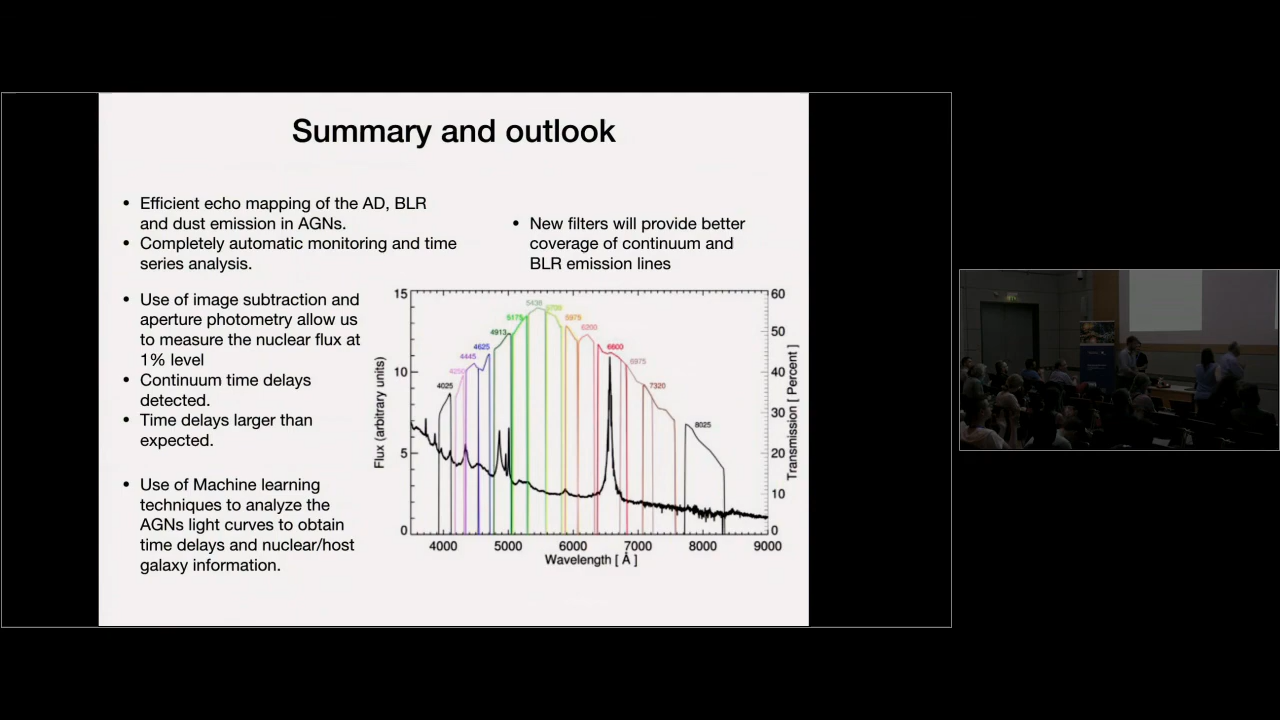 Summary and outlook
• Efficient echo mapping of the AD, BLR
and dust emission in AGNs.
• Completely automatic monitoring and time
series analysis.
• Use of image subtraction and
aperture photometry allow us
to measure the nuclear flux at
1% level
• Continuum time delays
detected.
• Time delays larger than
expected.
• Use of Machine learning
techniques to analyze the
AGNs light curves to obtain
time delays and nuclear/host
galaxy information.
• New filters will provide better
coverage of continuum and
BLR emission lines
15
10
5
0
Flux (arbitrary units)
4025
4250
4445
4625
4913
5175
5438
5700
5975
6200
6600
6975
7320
8025
60
50
40
30
20
10
0
Transmission [ Percent ]
4000 5000 6000 7000 8000 9000
Wavelength [ Å ]